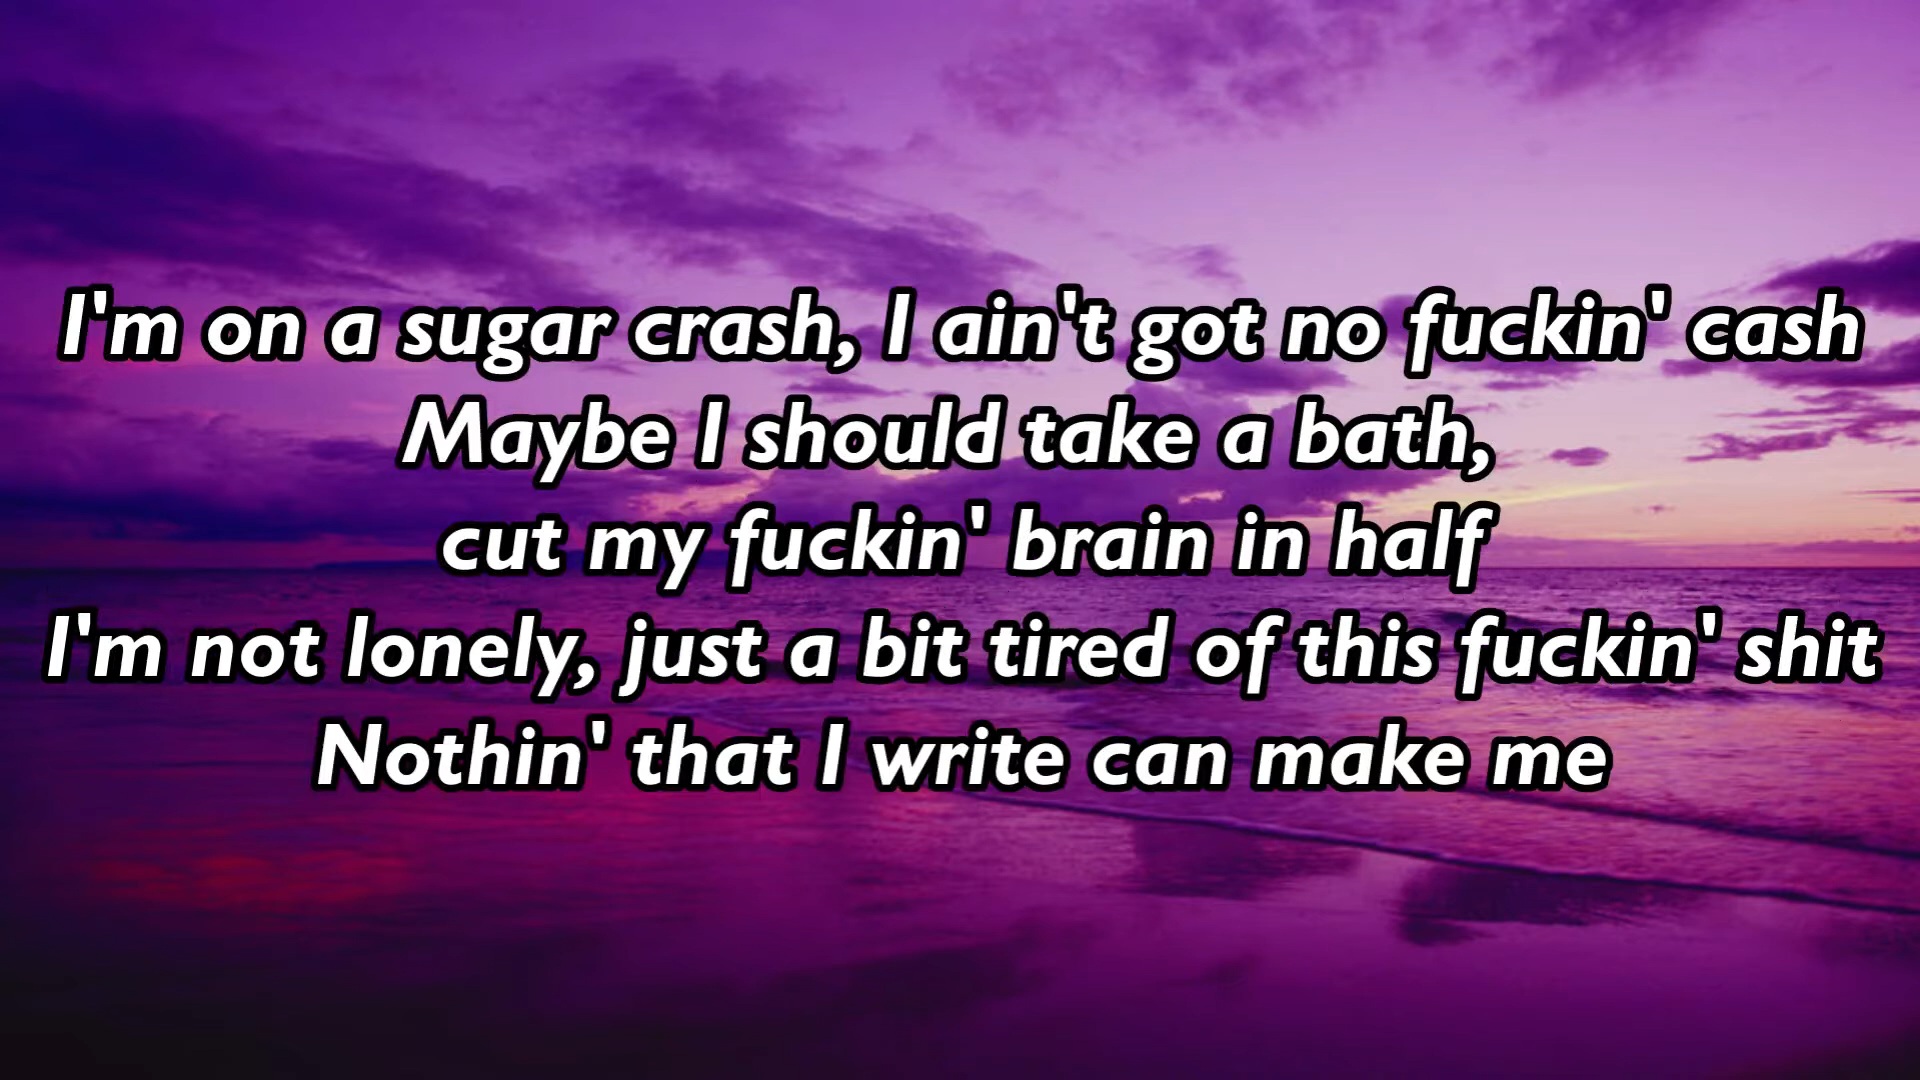 I'm on a sugar crash, I ain't got no fuckin' cash
Maybe I should take a bath,
cut my fuckin' brain in half
I'm not lonely, just a bit tired of this fuckin' shit
Nothin' that I write can make me